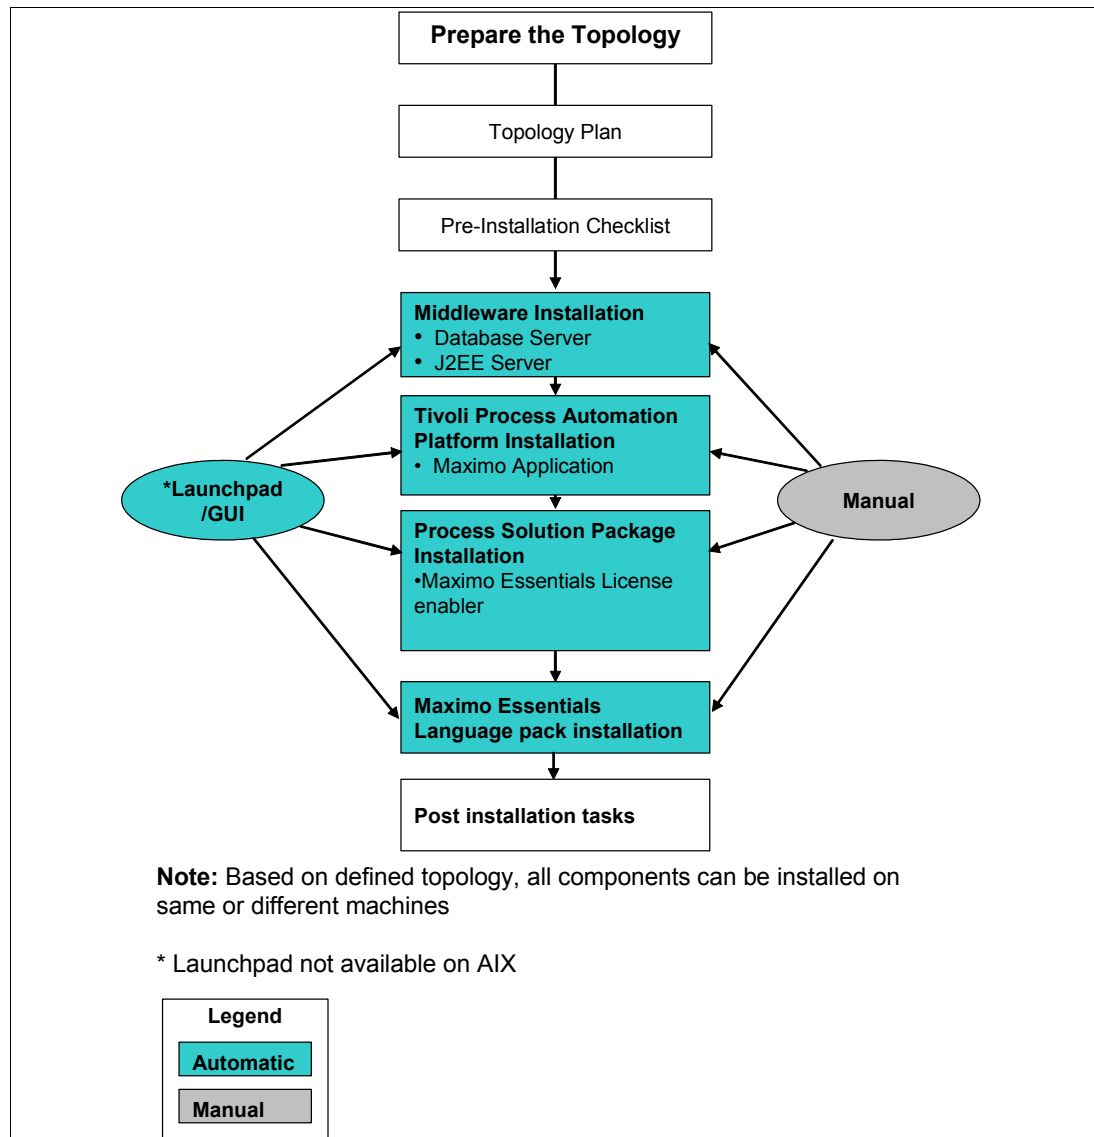 Prepare the Topology
Topology Plan
Pre-Installation Checklist
Middleware Installation
• Database Server
• J2EE Server
Tivoli Process Automation
Platform Installation
• Maximo Application
*Launchpad
/GUI
Manual
Process Solution Package
Installation
•Maximo Essentials License
enabler
Maximo Essentials
Language pack installation
Post installation tasks
Note: Based on defined topology, all components can be installed on
same or different machines
* Launchpad not available on AIX
Legend
Automatic
Manual